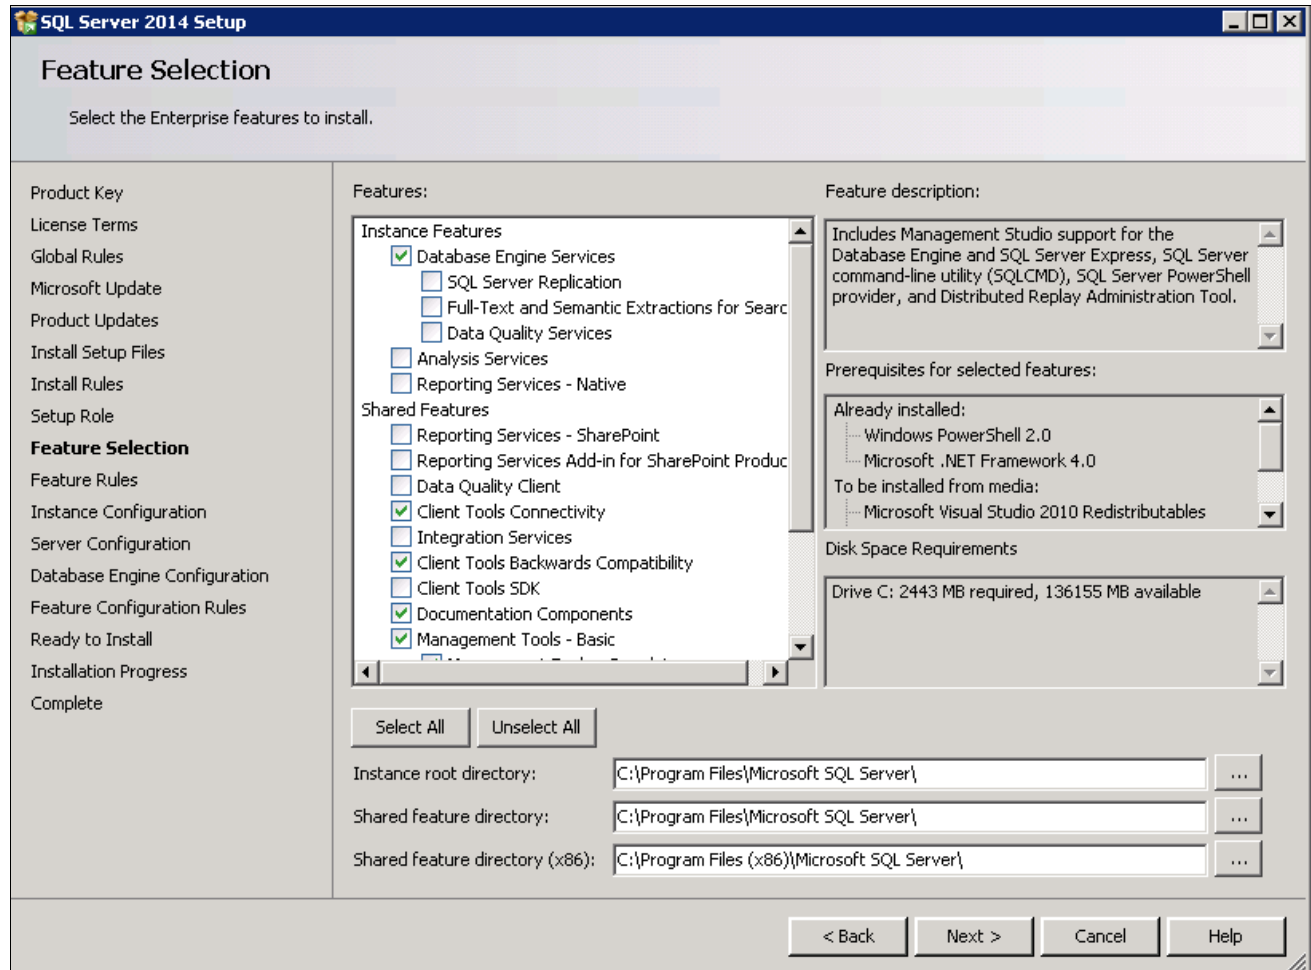 SQL Server 2014 Setup
Feature Selection
Select the Enterprise features to install.
Product Key
License Terms
Global Rules
Microsoft Update
Product Updates
Install Setup Files
Install Rules
Setup Role
Feature Selection
Feature Rules
Instance Configuration
Server Configuration
Database Engine Configuration
Feature Configuration Rules
Ready to Install
Installation Progress
Complete
Features:
Instance Features
Database Engine Services
SQL Server Replication
Full-Text and Semantic Extractions for Searc
Data Quality Services
Analysis Services
Reporting Services - Native
Shared Features
Reporting Services - SharePoint
Reporting Services Add-in for SharePoint Produc
Data Quality Client
Client Tools Connectivity
Integration Services
Client Tools Backwards Compatibility
Client Tools SDK
Documentation Components
Management Tools - Basic
Feature description:
Includes Management Studio support for the
Database Engine and SQL Server Express, SQL Server
command-line utility (SQLCMD), SQL Server PowerShell
provider, and Distributed Replay Administration Tool.
Prerequisites for selected features:
Already installed:
Windows PowerShell 2.0
Microsoft .NET Framework 4.0
To be installed from media:
Microsoft Visual Studio 2010 Redistributables
Disk Space Requirements
Drive C: 2443 MB required, 136155 MB available
Select All
Unselect All
Instance root directory:
C:\Program Files\Microsoft SQL Server\
...
Shared feature directory:
C:\Program Files\Microsoft SQL Server\
...
Shared feature directory (x86):
C:\Program Files (x86)\Microsoft SQL Server\
...
< Back
Next >
Cancel
Help